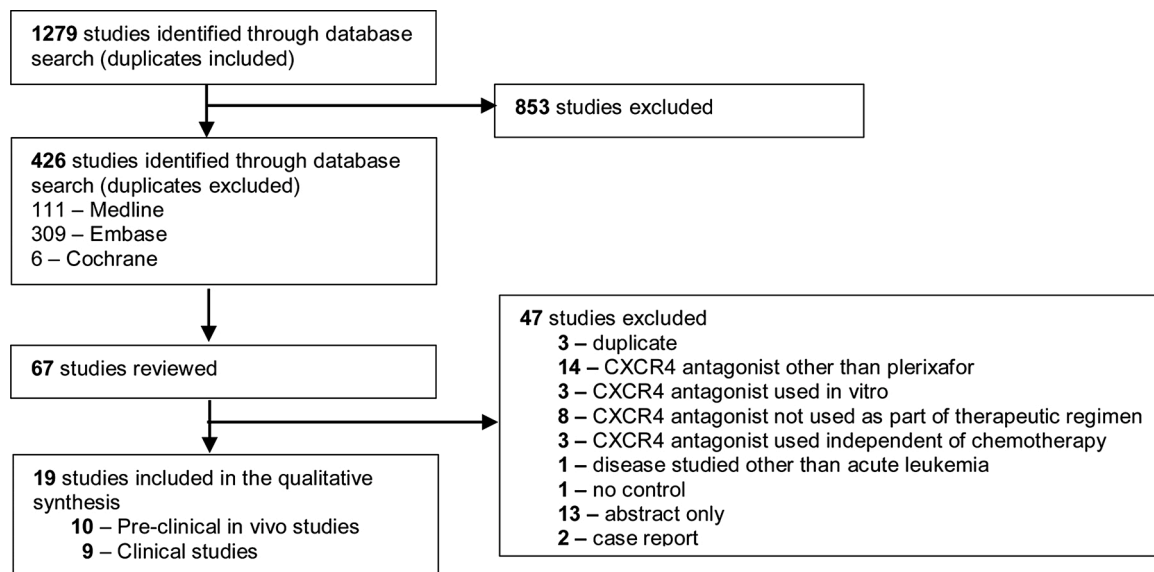 1279 studies identified through database
search (duplicates included)
853 studies excluded
426 studies identified through database
search (duplicates excluded)
111 – Medline
309 – Embase
6 – Cochrane
67 studies reviewed
47 studies excluded
3 – duplicate
14 – CXCR4 antagonist other than plerixafor
3 – CXCR4 antagonist used in vitro
8 – CXCR4 antagonist not used as part of therapeutic regimen
3 – CXCR4 antagonist used independent of chemotherapy
1 – disease studied other than acute leukemia
1 – no control
13 – abstract only
2 – case report
19 studies included in the qualitative
synthesis
10 – Pre-clinical in vivo studies
9 – Clinical studies